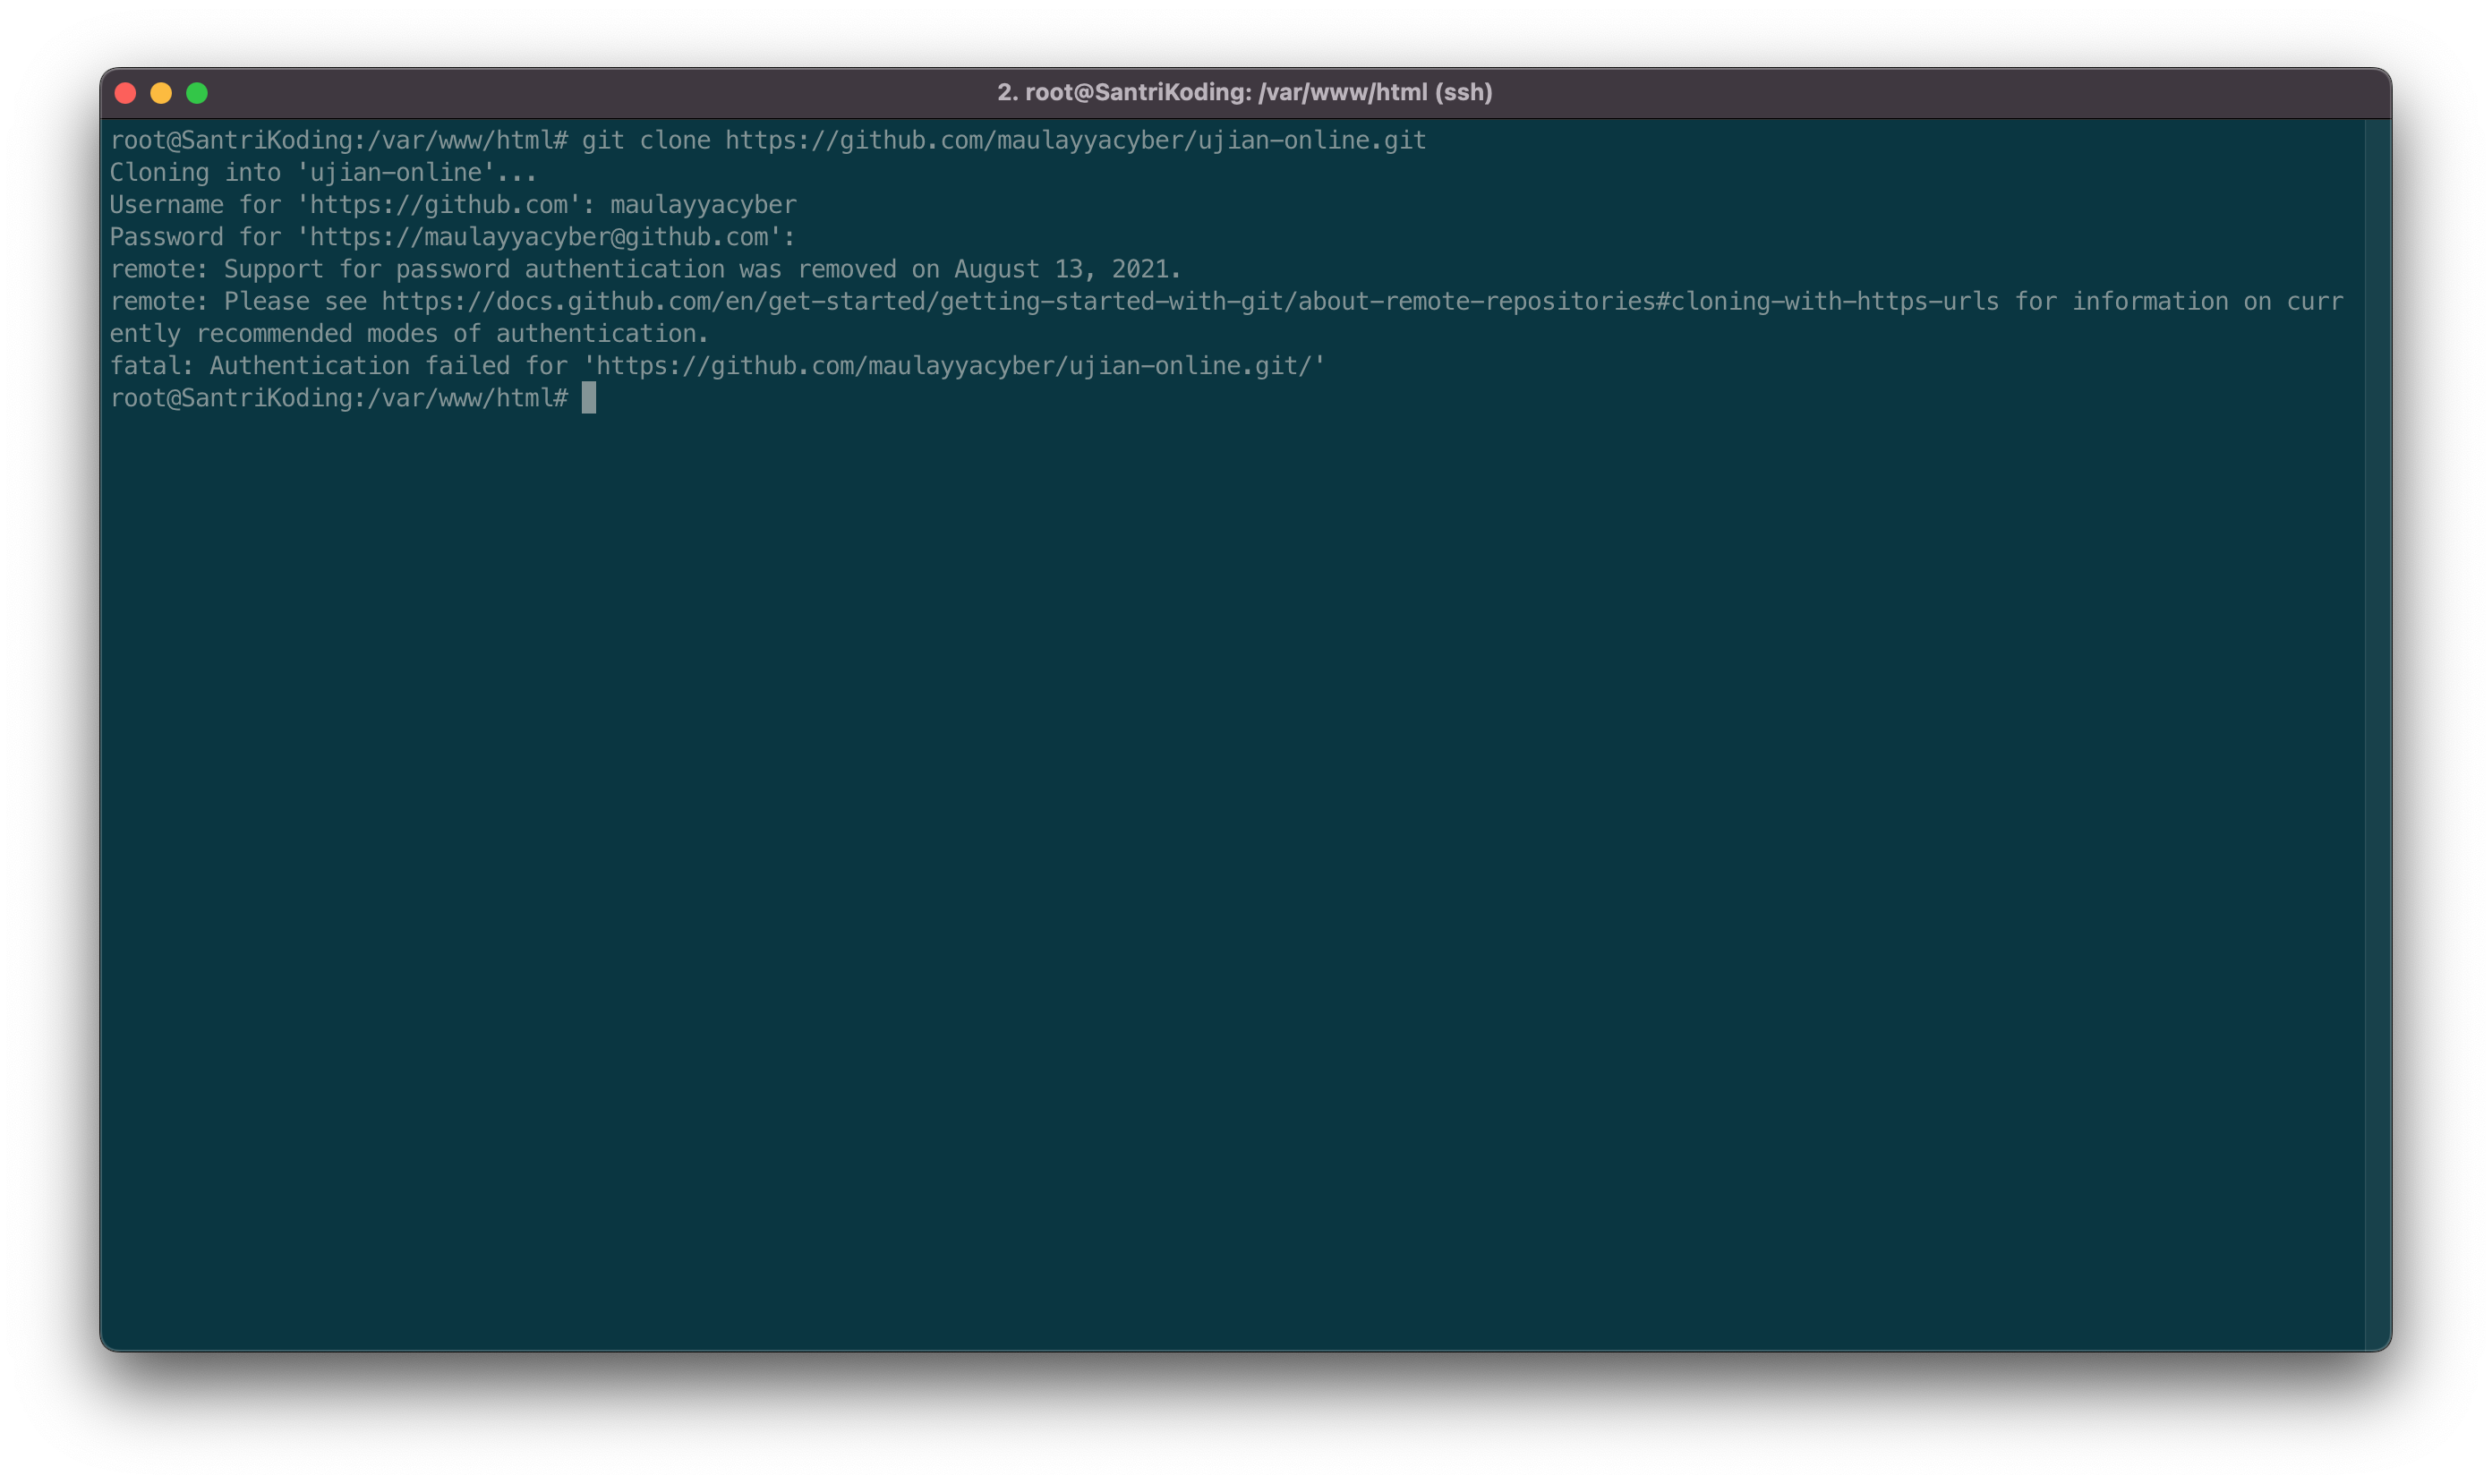 2. root@SantriKoding: /var/www/html (ssh)
root@SantriKoding:/var/www/html# git clone https://github.com/maulayyacyber/ujian-online.git
Cloning into 'ujian-online'...
Username for 'https://github.com': maulayyacyber
Password for 'https://maulayyacyber@github.com':
remote: Support for password authentication was removed on August 13, 2021.
remote: Please see https://docs.github.com/en/get-started/getting-started-with-git/about-remote-repositories#cloning-with-https-urls for information on curr
ently recommended modes of authentication.
fatal: Authentication failed for 'https://github.com/maulayyacyber/ujian-online.git/'
root@SantriKoding:/var/www/html#